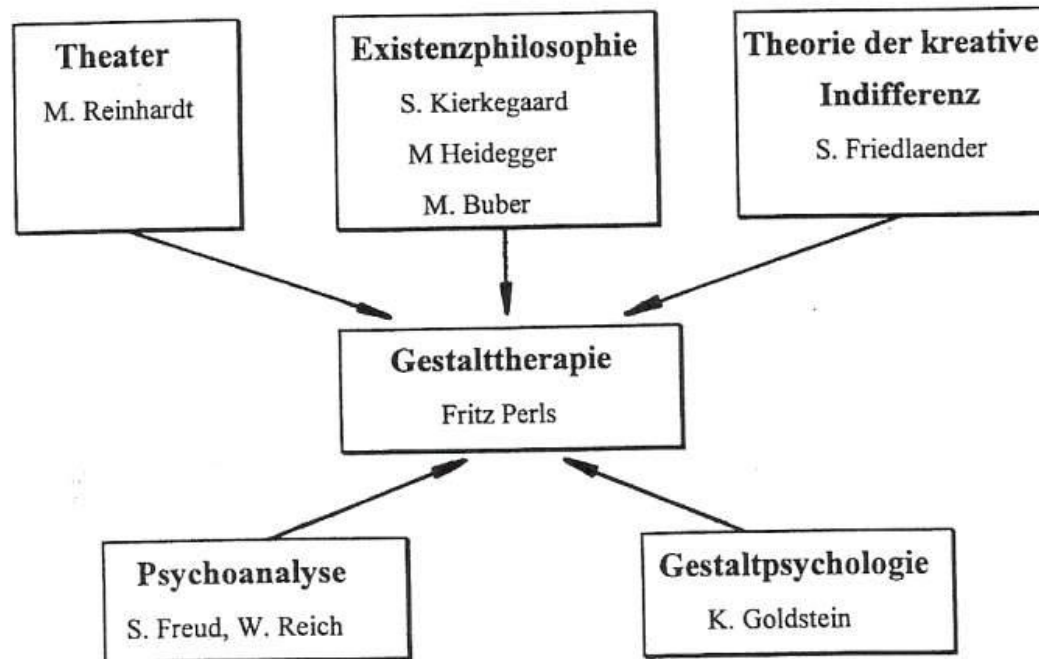 Theater
M. Reinhardt
Existenzphilosophie
S. Kierkegaard
M Heidegger
M. Buber
Theorie der kreative
Indifferenz
S. Friedlaender
Gestalttherapie
Fritz Perls
Psychoanalyse
S. Freud, W. Reich
Gestaltpsychologie
K. Goldstein